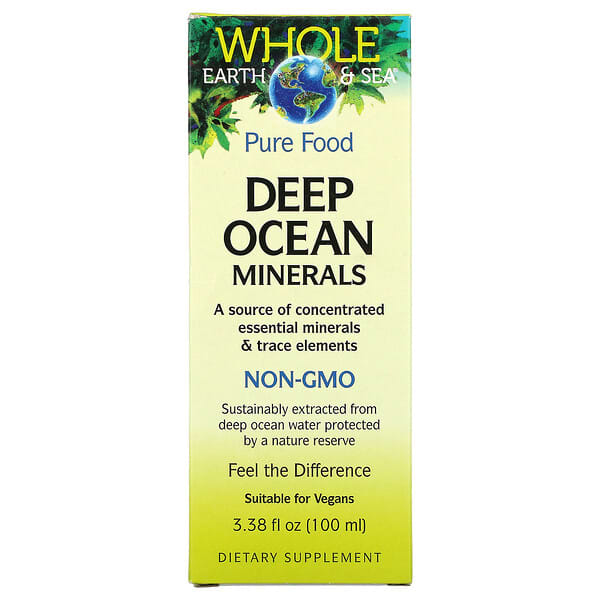 WHOLE
EARTH & SEA®
Pure Food
DEEP
OCEAN
MINERALS
A source of concentrated
essential minerals
& trace elements
NON-GMO
Sustainably extracted from
deep ocean water protected
by a nature reserve
Feel the Difference
Suitable for Vegans
3.38 fl oz (100 ml)
DIETARY SUPPLEMENT